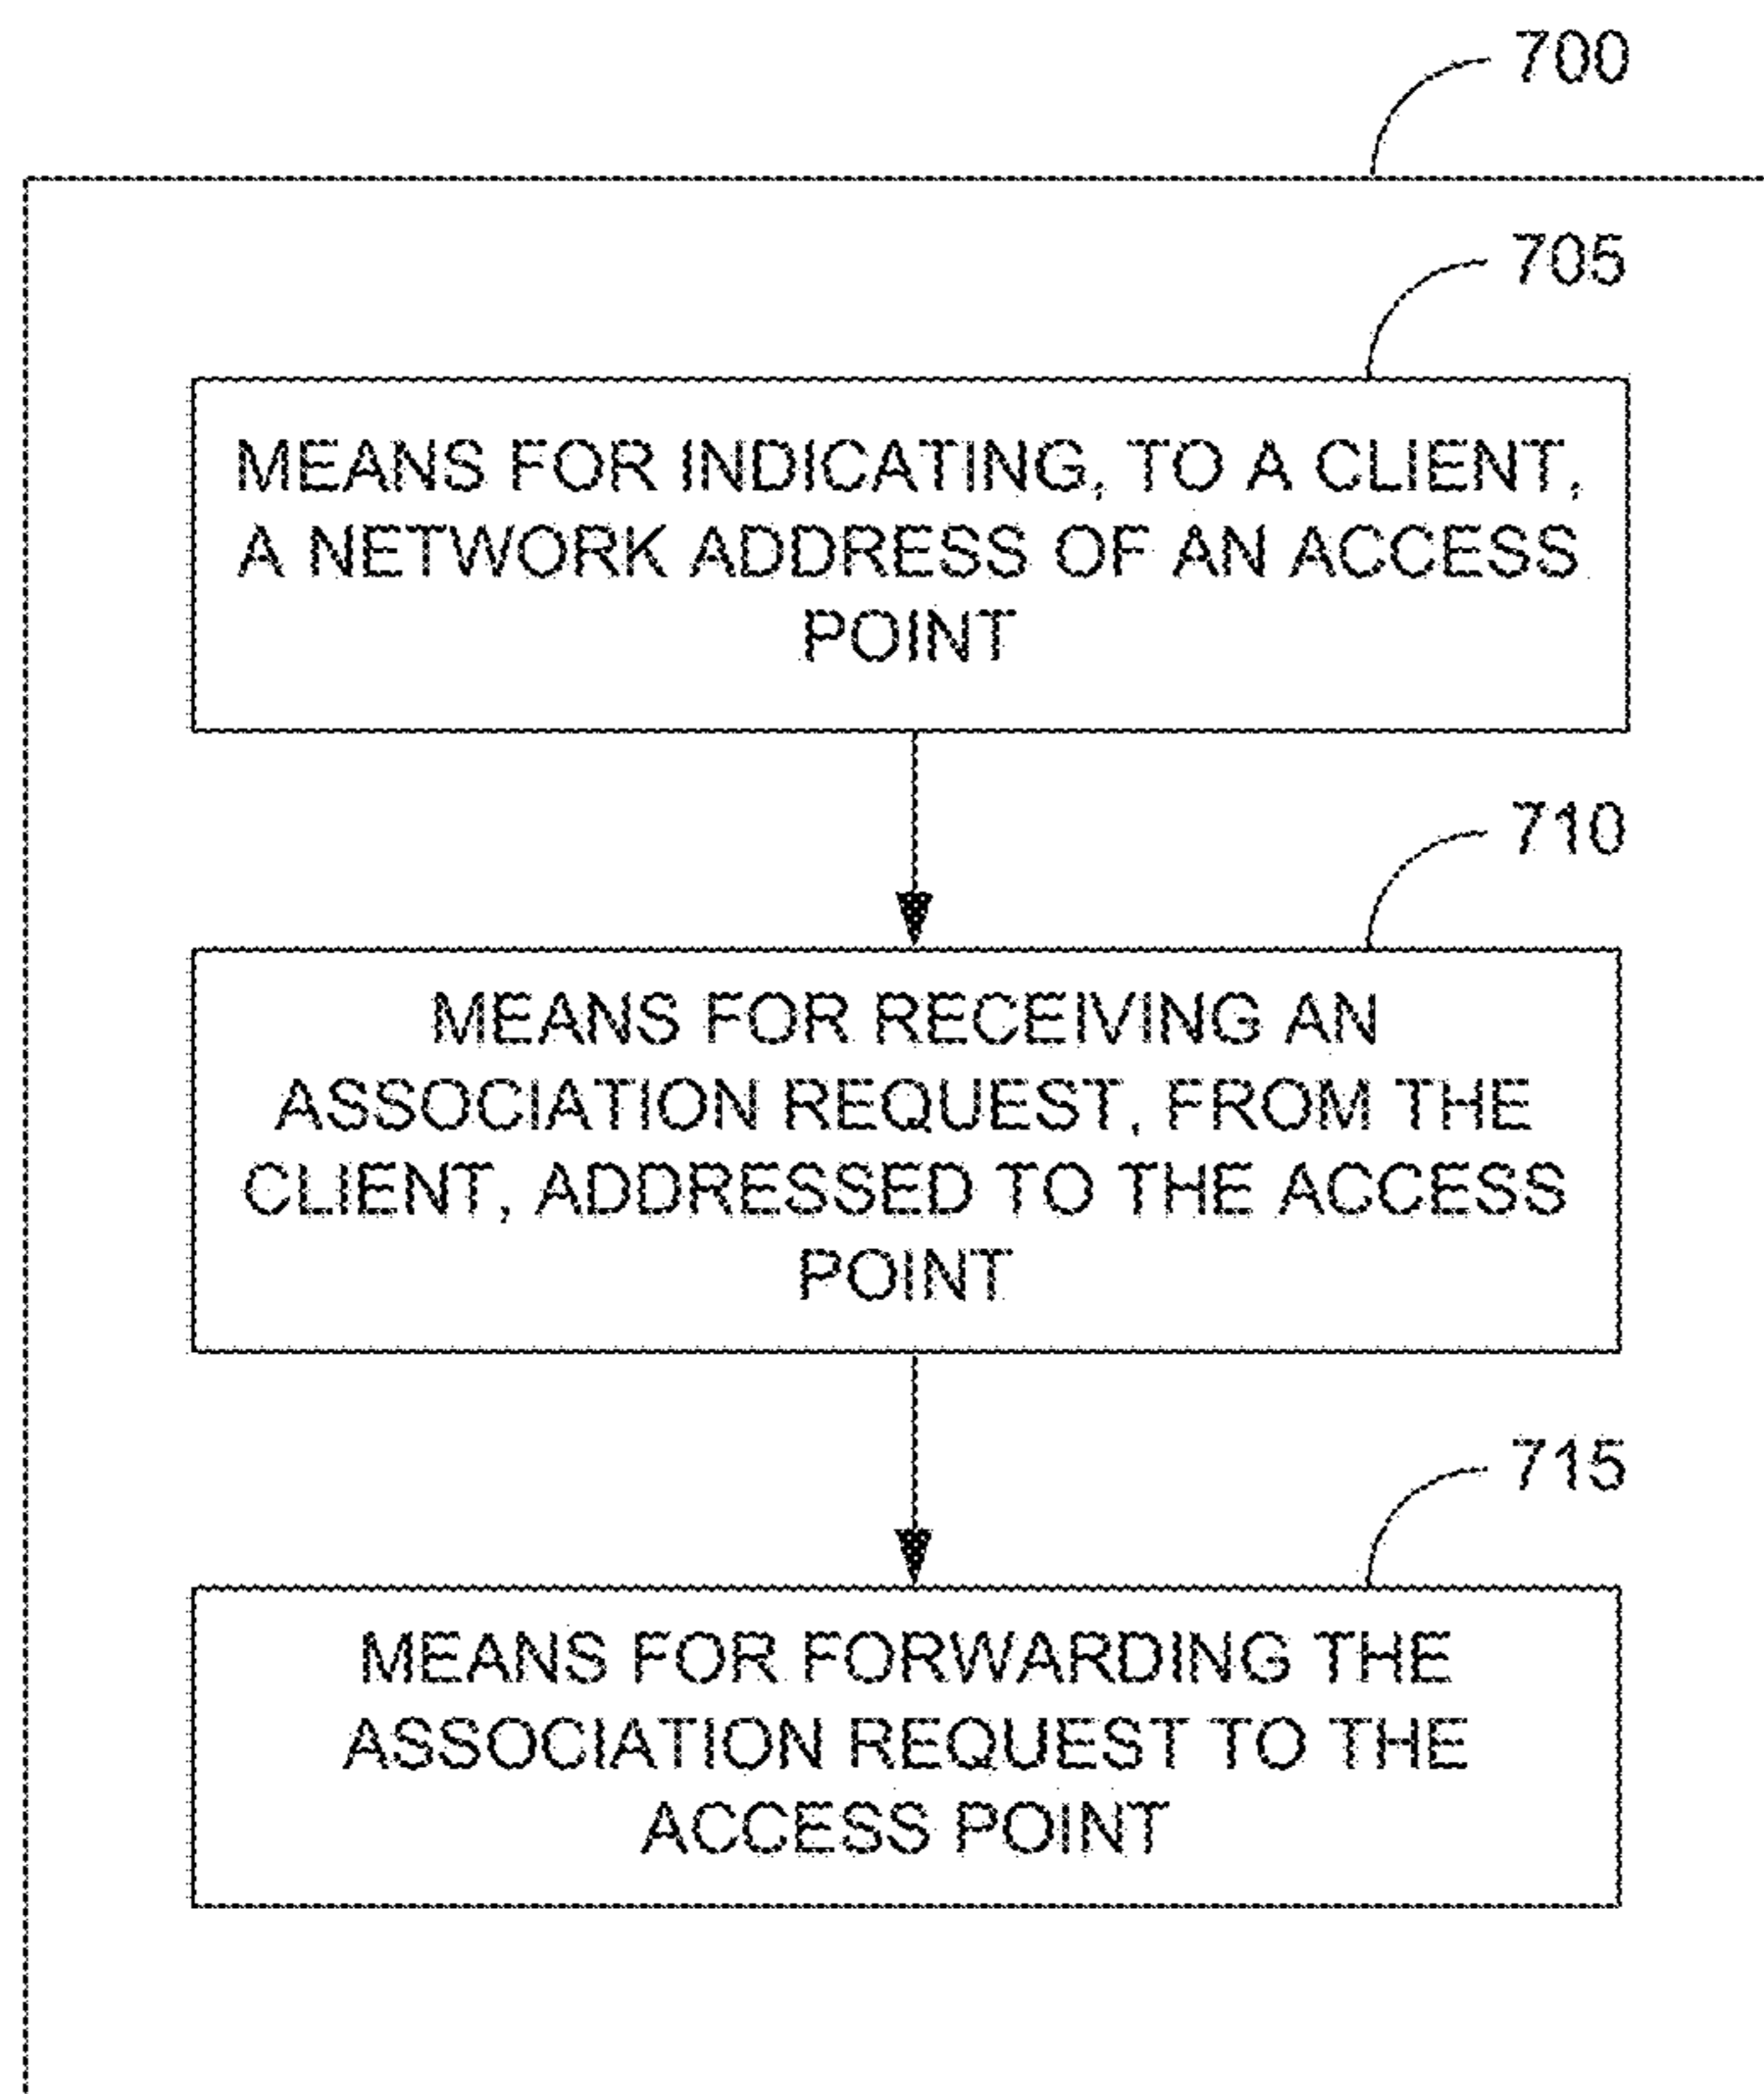 700
705
MEANS FOR INDICATING, TO A CLIENT,
A NETWORK ADDRESS OF AN ACCESS
POINT
710
MEANS FOR RECEIVING AN
ASSOCIATION REQUEST, FROM THE
CLIENT, ADDRESSED TO THE ACCESS
POINT
715
MEANS FOR FORWARDING THE
ASSOCIATION REQUEST TO THE
ACCESS POINT